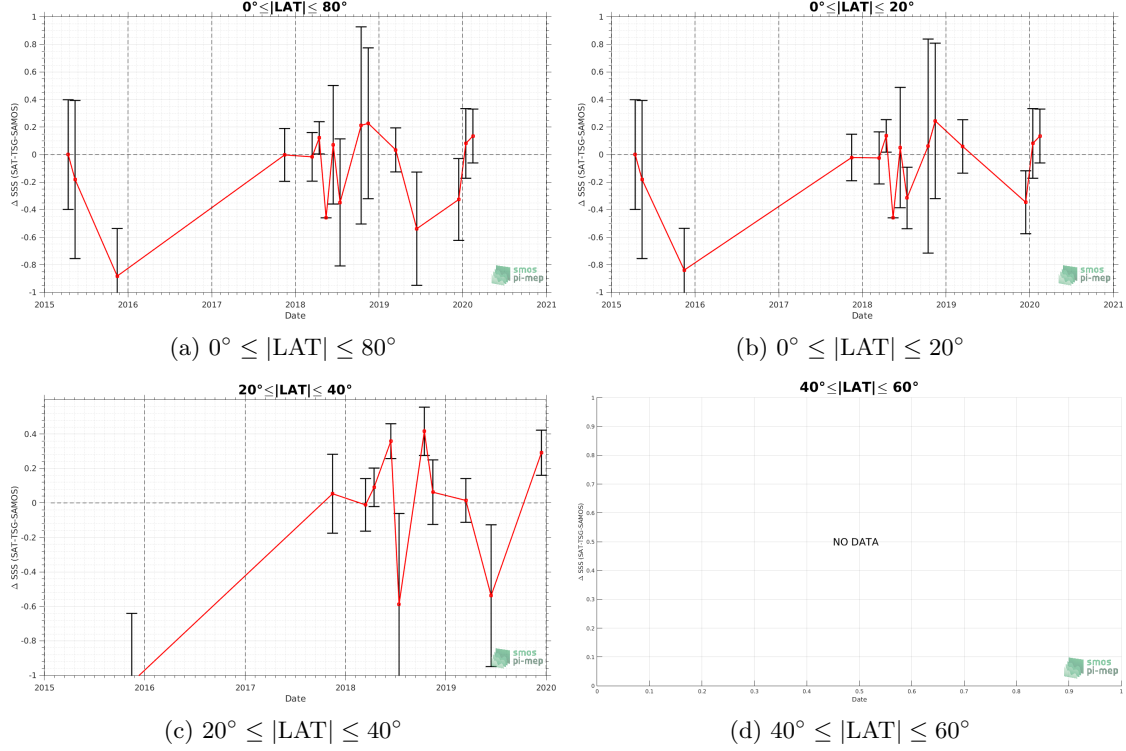 0°≤|LAT|≤ 80°
Δ SSS (SAT-TSG-SAMOS)
1
0.8
0.6
0.4
0.2
0
-0.2
-0.4
-0.6
-0.8
-1
2015 2016 2017 2018 2019 2020 2021
Date
smos
pi-mep
(a) 0° ≤ |LAT| ≤ 80°
0°≤|LAT|≤ 20°
Δ SSS (SAT-TSG-SAMOS)
1
0.8
0.6
0.4
0.2
0
-0.2
-0.4
-0.6
-0.8
-1
2015 2016 2017 2018 2019 2020 2021
Date
smos
pi-mep
(b) 0° ≤ |LAT| ≤ 20°
20°≤|LAT|≤ 40°
Δ SSS (SAT-TSG-SAMOS)
0.4
0.2
0
-0.2
-0.4
-0.6
-0.8
-1
2015 2016 2017 2018 2019 2020
Date
smos
pi-mep
(c) 20° ≤ |LAT| ≤ 40°
40°≤|LAT|≤ 60°
Δ SSS (SAT-TSG-SAMOS)
1
0.9
0.8
0.7
0.6
0.5
0.4
0.3
0.2
0.1
0
NO DATA
0 0.1 0.2 0.3 0.4 0.5 0.6 0.7 0.8 0.9 1
Date
smos
pi-mep
(d) 40° ≤ |LAT| ≤ 60°